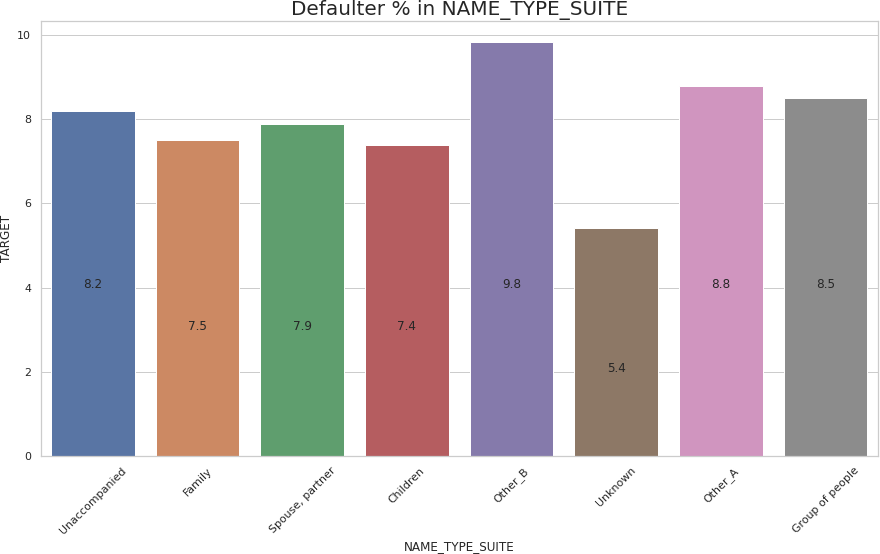 Defaulter % in NAME_TYPE_SUITE
10
8
6
4
2
0
TARGET
8.2
7.5
7.9
7.4
9.8
5.4
8.8
8.5
Unaccompanied
Family
Spouse, partner
Children
Other_B
Unknown
Other_A
Group of people
NAME_TYPE_SUITE